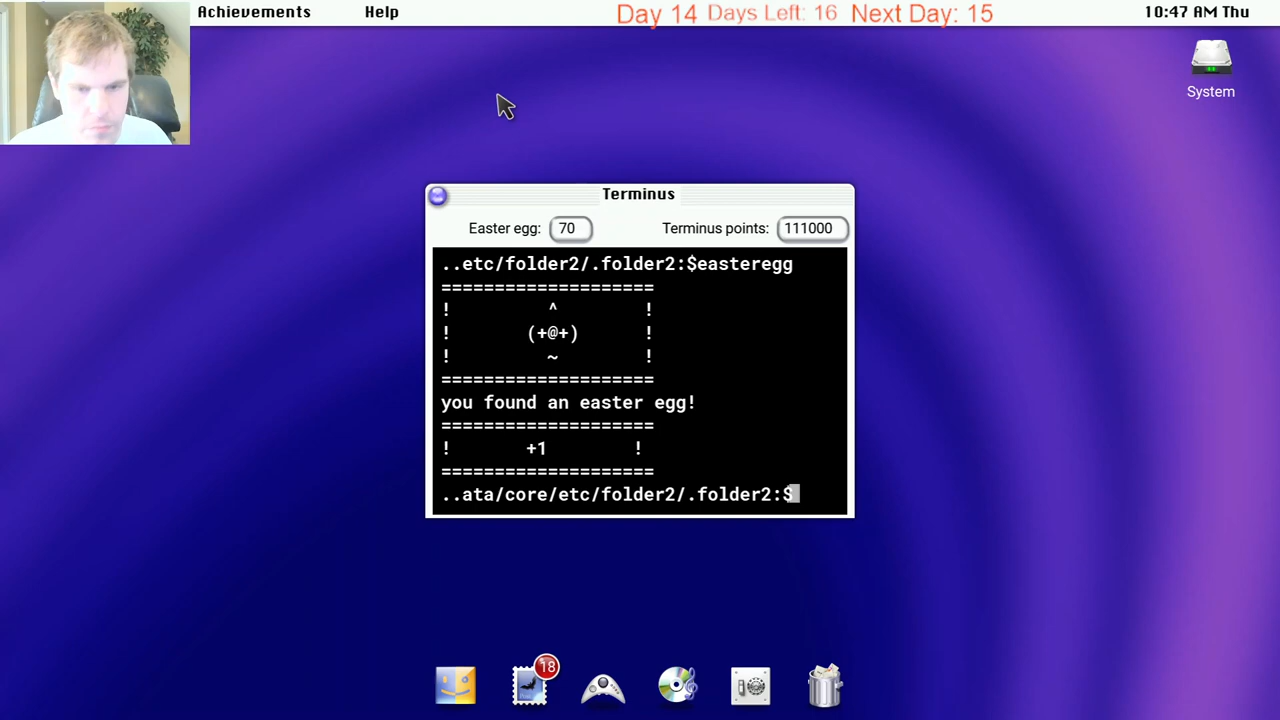 Achievements Help Day 14 Days Left: 16 Next Day: 15 10:47 AM Thu
System
Terminus
Easter egg: 70 Terminus points: 111000
..etc/folder2/.folder2:$easteregg
====================
! ^ !
! (+@+) !
! ~ !
====================
you found an easter egg!
====================
! +1 !
====================
..ata/core/etc/folder2/.folder2:$
18